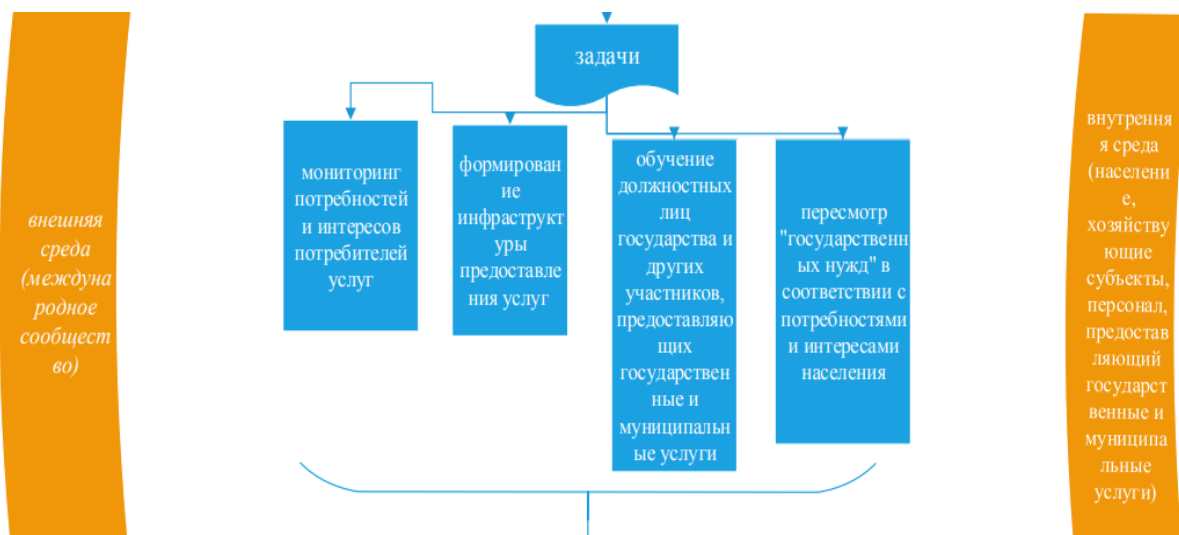 задачи
внешняя
среда
(междуна
родное
сообщест
во)
мониторинг
потребностей
и интересов
потребителей
услуг
формирован
ие
инфраструкт
уры
предоставле
ния услуг
обучение
должностных
лиц
государства и
других
участников,
предоставляю
щих
государствен
ные и
муниципальн
ые услуги
пересмотр
"государственн
ых нужд" в
соответствии с
потребностями
и интересами
населения
внутрення
я среда
(населени
е,
хозяйству
ющие
субъекты,
персонал,
предостав
ляющий
государст
венные и
муниципа
льные
услуги)